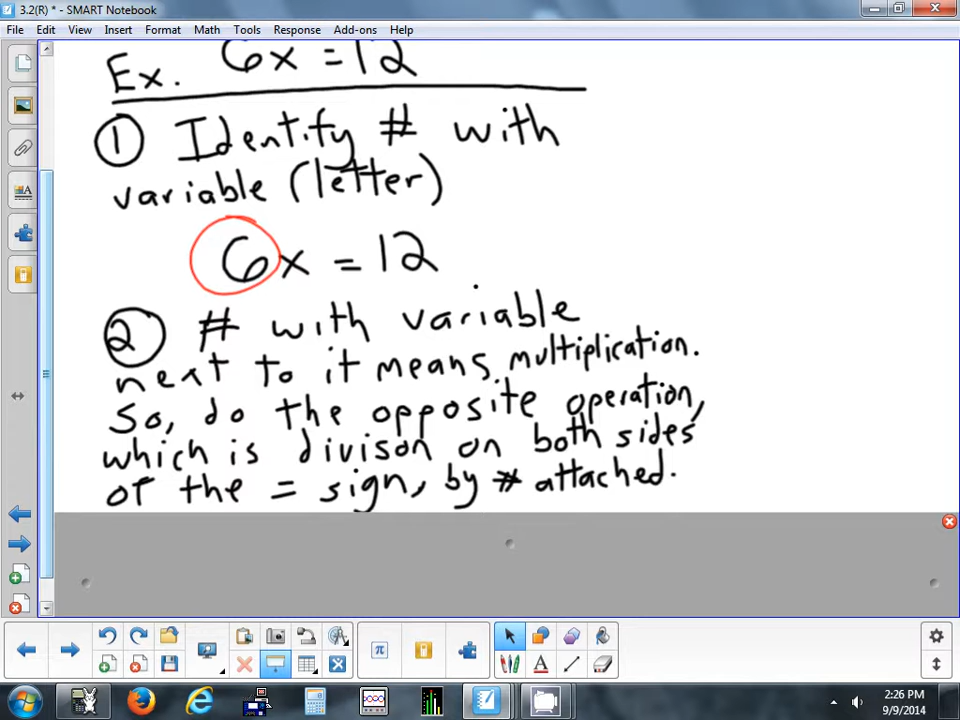 3.2(R) * - SMART Notebook
File Edit View Insert Format Math Tools Response Add-ons Help
Ex. 6x = 12
① Identify # with
variable (letter)
6x = 12
② # with variable
next to it means multiplication.
So, do the opposite operation,
which is divison on both sides
of the = sign, by # attached.
2:26 PM
9/9/2014